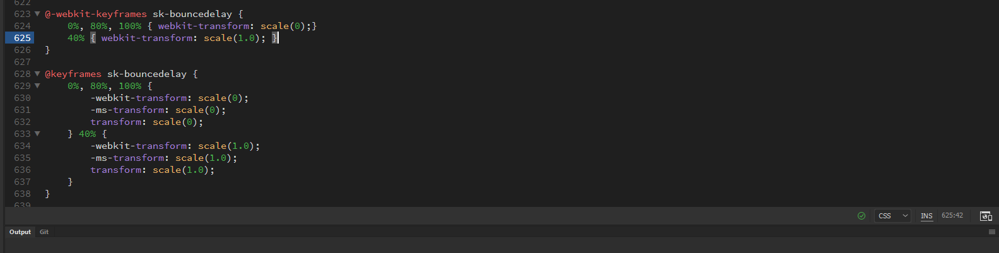 622
623 @-webkit-keyframes sk-bouncedelay {
624 0%, 80%, 100% { webkit-transform: scale(0);}
625 40% { webkit-transform: scale(1.0); }
626 }
627
628 @keyframes sk-bouncedelay {
629 0%, 80%, 100% {
630 -webkit-transform: scale(0);
631 -ms-transform: scale(0);
632 transform: scale(0);
633 } 40% {
634 -webkit-transform: scale(1.0);
635 -ms-transform: scale(1.0);
636 transform: scale(1.0);
637 }
638 }
639
CSS INS 625:42
Output Git